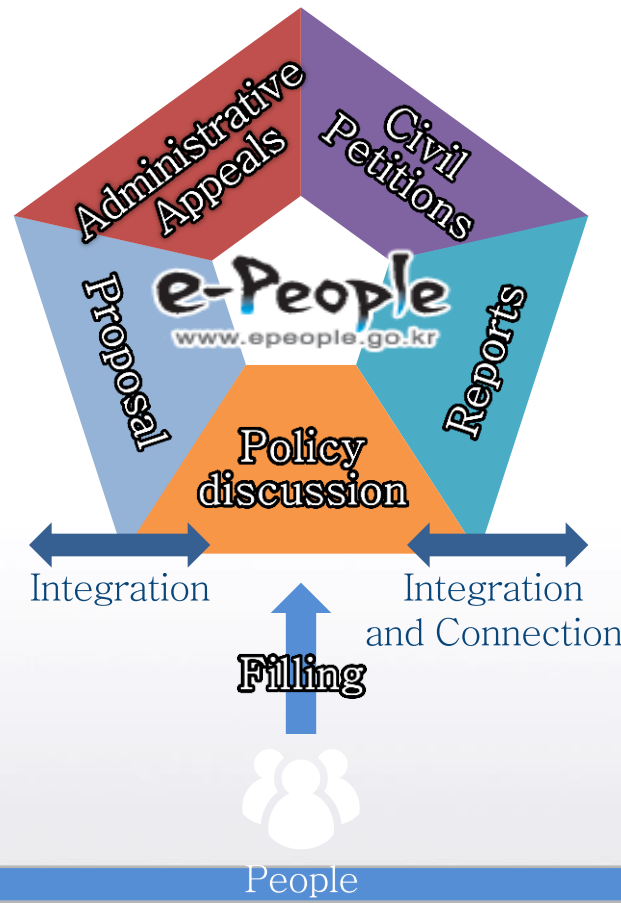 Administrative
Appeals
Civil
Petitions
e-People
www.epeople.go.kr
Proposal
Reports
Policy
discussion
Integration
Integration
and Connection
Filling
People